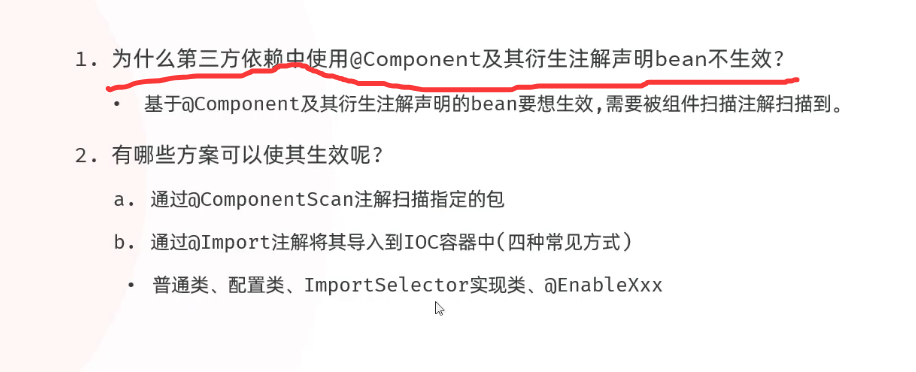 1. 为什么第三方依赖中使用@Component及其衍生注解声明bean不生效?
• 基于@Component及其衍生注解声明的bean要想生效,需要被组件扫描注解扫描到。
2. 有哪些方案可以使其生效呢?
a. 通过@ComponentScan注解扫描指定的包
b. 通过@Import注解将其导入到IOC容器中(四种常见方式)
• 普通类、配置类、ImportSelector实现类、@EnableXxx